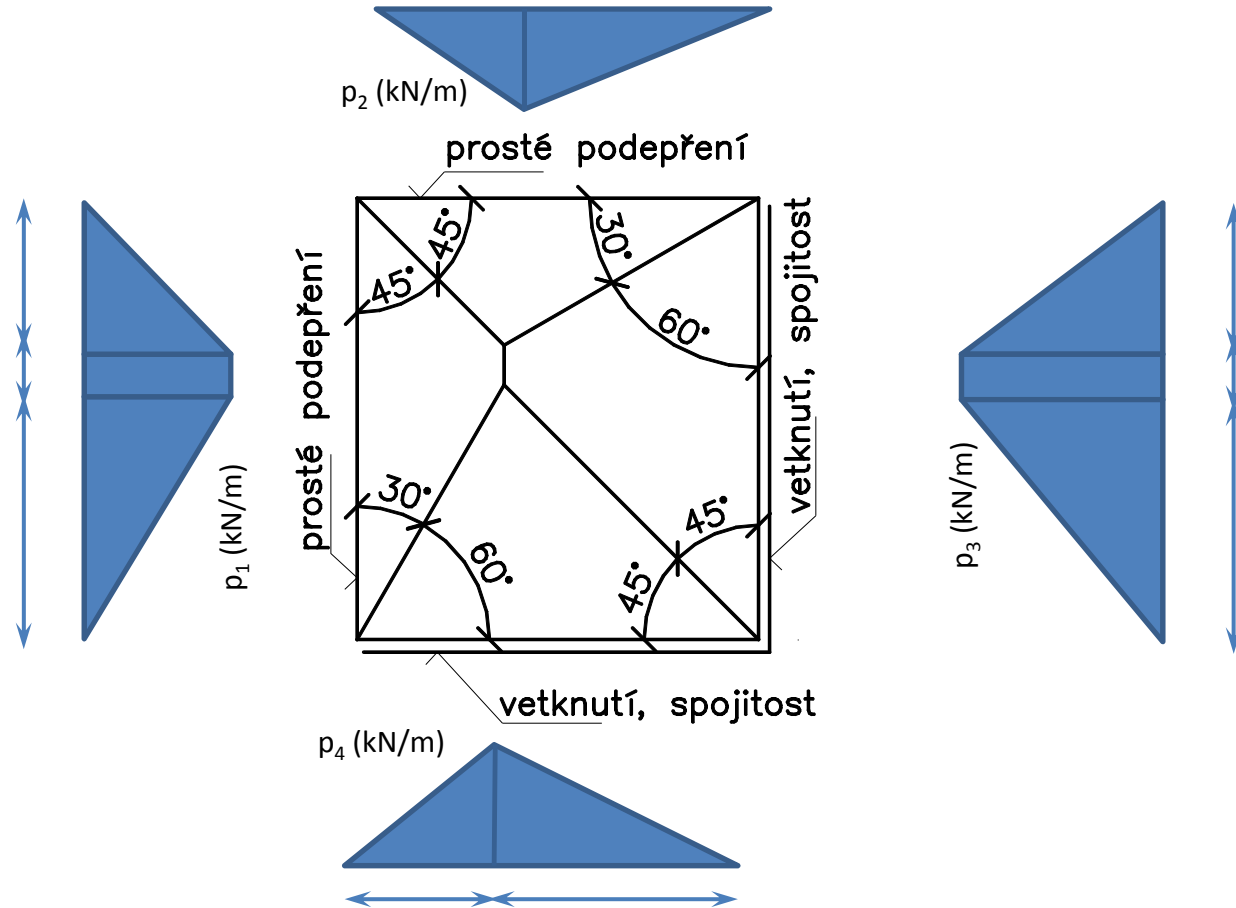 p₂ (kN/m)
prosté podepření
45°
45°
30°
60°
prosté podepření
vetknutí, spojitost
p₁ (kN/m)
p₃ (kN/m)
30°
60°
45°
45°
vetknutí, spojitost
p₄ (kN/m)